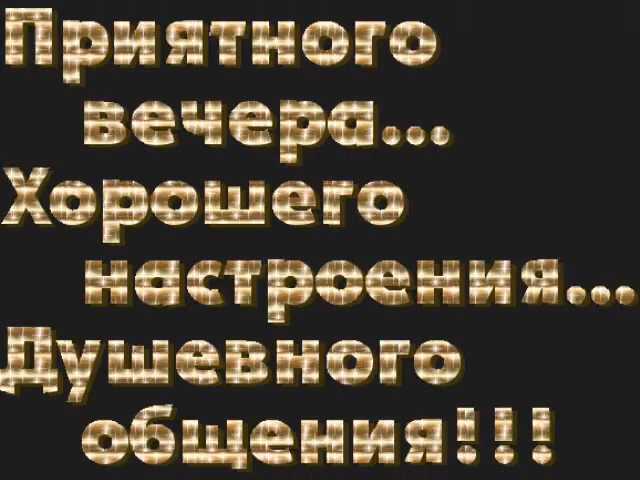 Приятного
вечера...
Хорошего
настроения...
Душевного
общения!!!